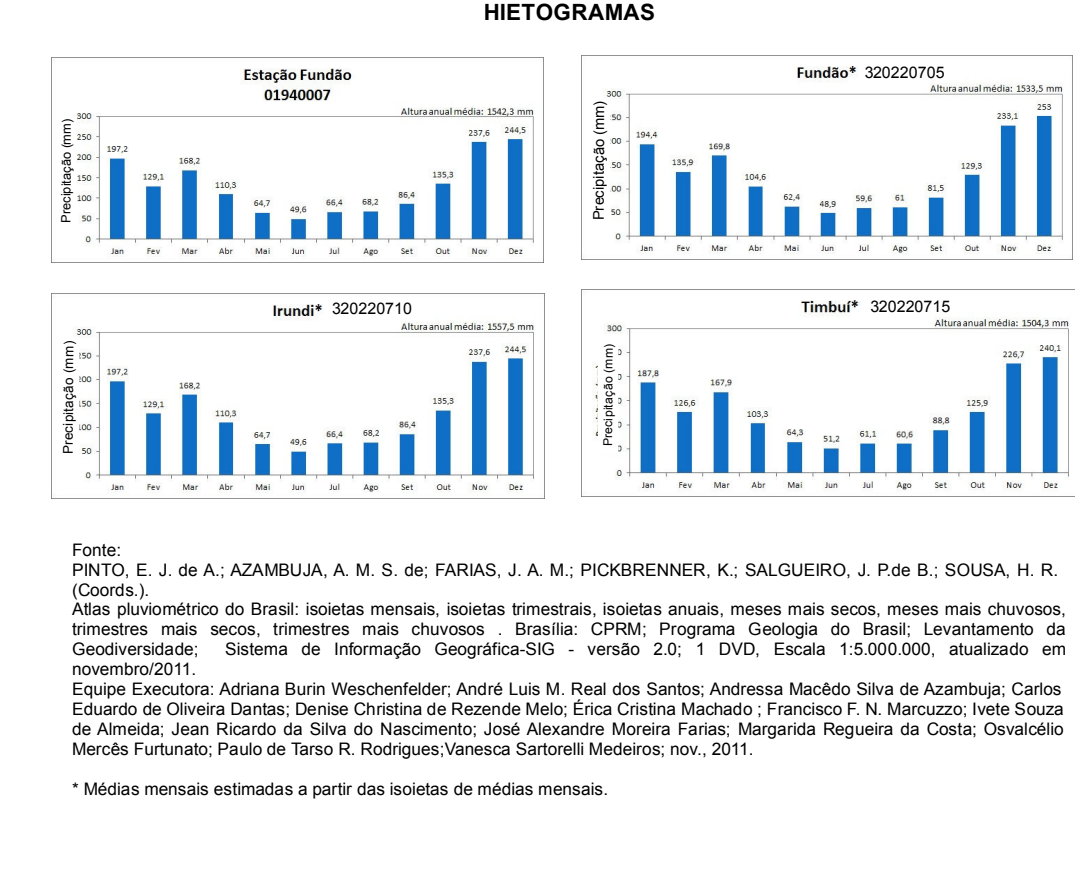 HIETOGRAMAS
Estação Fundão
01940007
Altura anual média: 1542,3 mm
Precipitação (mm)
300
250
200
150
100
50
0
197,2
129,1
168,2
110,3
64,7
49,6
66,4
68,2
86,4
135,3
237,6
244,5
Jan Fev Mar Abr Mai Jun Jul Ago Set Out Nov Dez
Fundão* 320220705
Altura anual média: 1533,5 mm
Precipitação (mm)
300
50
00
50
00
50
0
194,4
135,9
169,8
104,6
62,4
48,9
59,6
61
81,5
129,3
233,1
253
Jan Fev Mar Abr Mai Jun Jul Ago Set Out Nov Dez
Irundi* 320220710
Altura anual média: 1557,5 mm
Precipitação (mm)
300
250
200
150
100
50
0
197,2
129,1
168,2
110,3
64,7
49,6
66,4
68,2
86,4
135,3
237,6
244,5
Jan Fev Mar Abr Mai Jun Jul Ago Set Out Nov Dez
Timbuí* 320220715
Altura anual média: 1504,3 mm
Precipitação (mm)
300
0
0
0
0
0
0
187,8
126,6
167,9
103,3
64,3
51,2
61,1
60,6
88,8
125,9
226,7
240,1
Jan Fev Mar Abr Mai Jun Jul Ago Set Out Nov Dez
Fonte:
PINTO, E. J. de A.; AZAMBUJA, A. M. S. de; FARIAS, J. A. M.; PICKBRENNER, K.; SALGUEIRO, J. P.de B.; SOUSA, H. R.
(Coords.).
Atlas pluviométrico do Brasil: isoietas mensais, isoietas trimestrais, isoietas anuais, meses mais secos, meses mais chuvosos,
trimestres mais secos, trimestres mais chuvosos . Brasília: CPRM; Programa Geologia do Brasil; Levantamento da
Geodiversidade; Sistema de Informação Geográfica-SIG - versão 2.0; 1 DVD, Escala 1:5.000.000, atualizado em
novembro/2011.
Equipe Executora: Adriana Burin Weschenfelder; André Luis M. Real dos Santos; Andressa Macêdo Silva de Azambuja; Carlos
Eduardo de Oliveira Dantas; Denise Christina de Rezende Melo; Érica Cristina Machado ; Francisco F. N. Marcuzzo; Ivete Souza
de Almeida; Jean Ricardo da Silva do Nascimento; José Alexandre Moreira Farias; Margarida Regueira da Costa; Osvalcélio
Mercês Furtunato; Paulo de Tarso R. Rodrigues;Vanesca Sartorelli Medeiros; nov., 2011.
* Médias mensais estimadas a partir das isoietas de médias mensais.